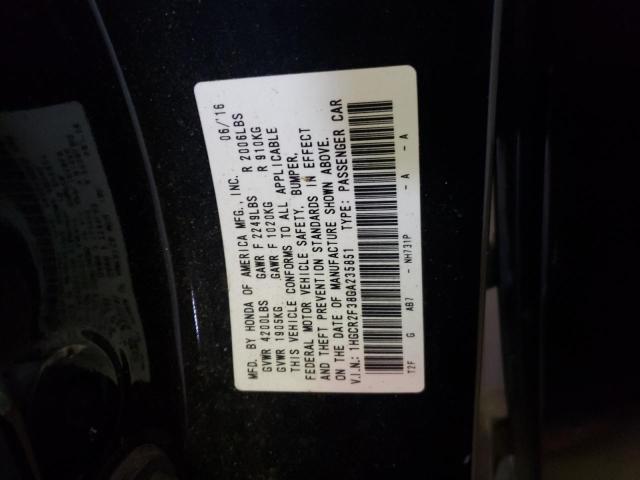 MFD. BY HONDA OF AMERICA MFG., INC. 06/'16
GVWR 4200LBS GAWR F 2249LBS R 2006LBS
GVWR 1905KG GAWR F 1020KG R 910KG
THIS VEHICLE CONFORMS TO ALL APPLICABLE
FEDERAL MOTOR VEHICLE SAFETY, BUMPER,
AND THEFT PREVENTION STANDARDS IN EFFECT
ON THE DATE OF MANUFACTURE SHOWN ABOVE.
V.I.N.: 1HGCR2F38GA235851 TYPE: PASSENGER CAR
T2F G AB7 - NH731P - A - A